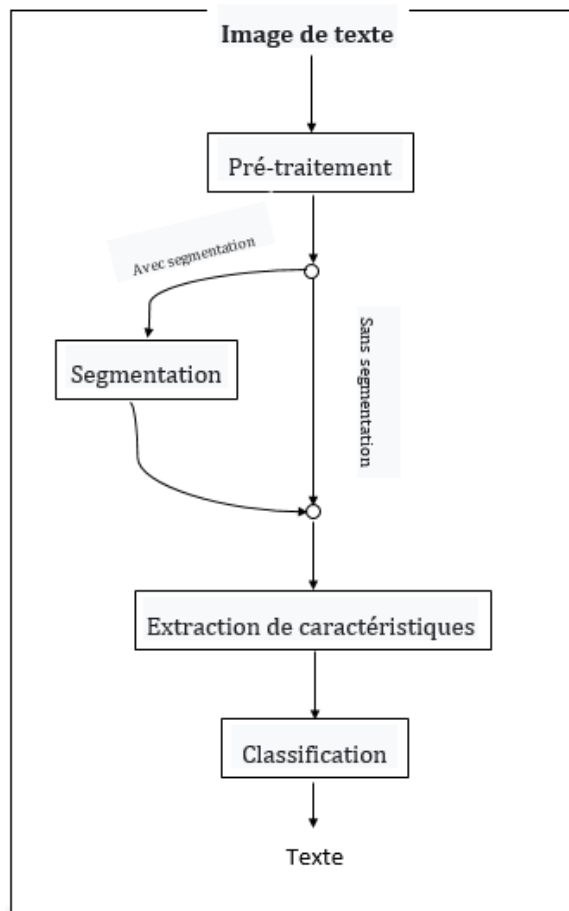 Image de texte
Pré-traitement
Avec segmentation
Sans segmentation
Segmentation
Extraction de caractéristiques
Classification
Texte